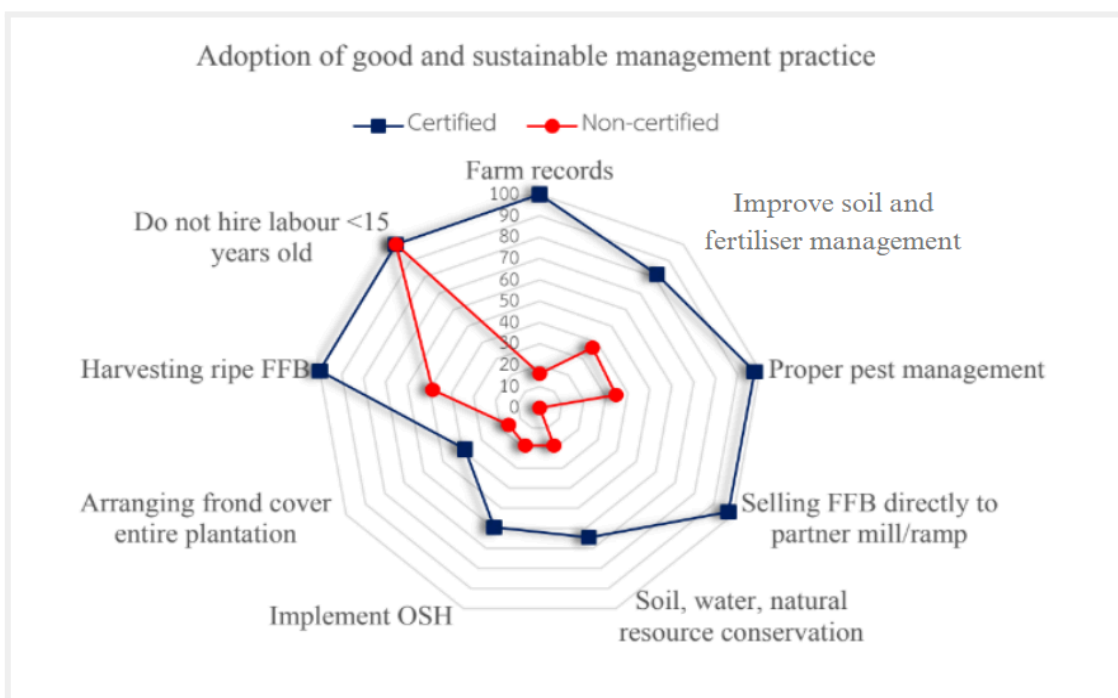 Adoption of good and sustainable management practice
Certified
Non-certified
Farm records
Improve soil and
fertiliser management
Proper pest management
Selling FFB directly to
partner mill/ramp
Soil, water, natural
resource conservation
Implement OSH
Arranging frond cover
entire plantation
Harvesting ripe FFB
Do not hire labour <15
years old
100
90
80
70
60
50
40
30
20
10
0